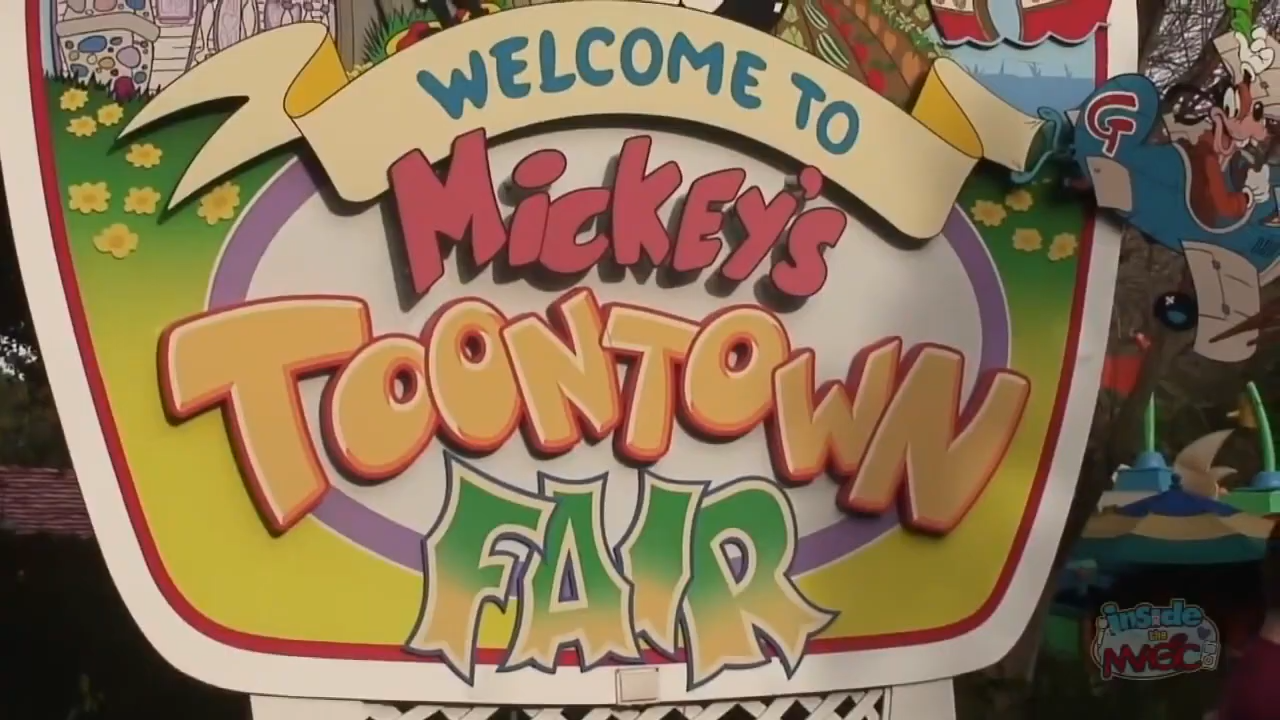 WELCOME TO
MICKEY'S
TOONTOWN
FAIR
G
inside
the
MAGIC